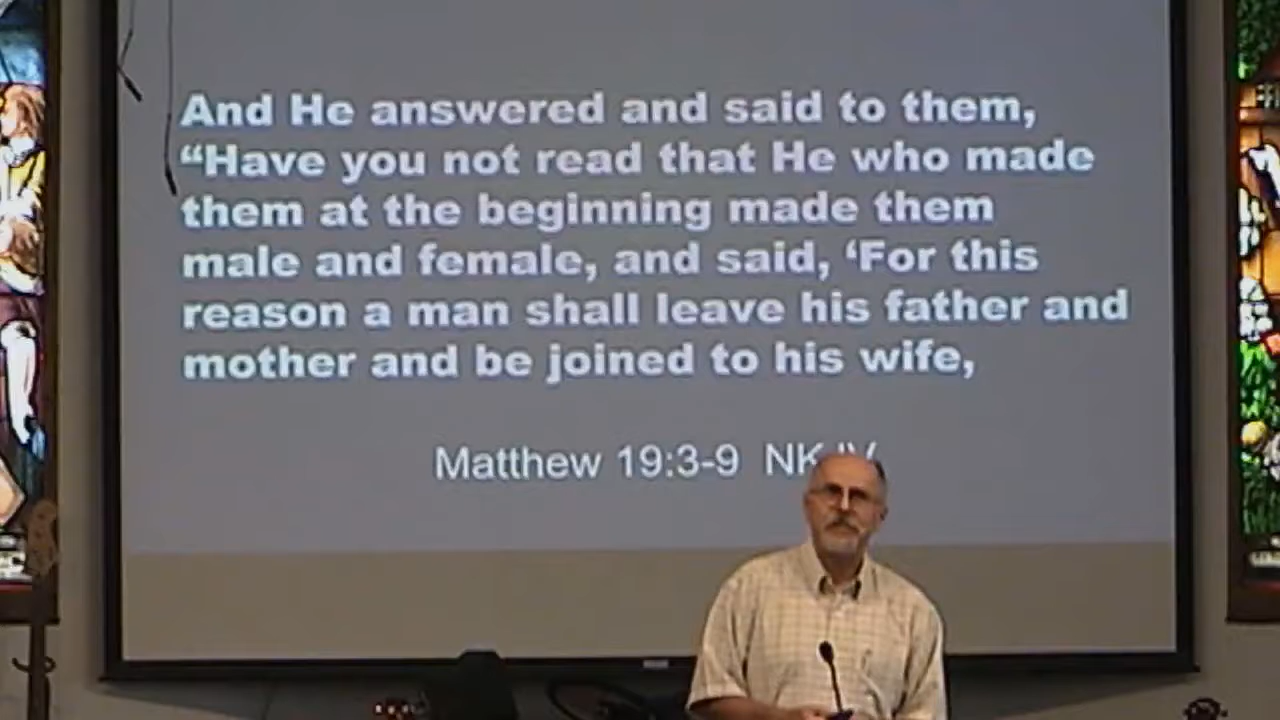 And He answered and said to them,
“Have you not read that He who made
them at the beginning made them
male and female, and said, ‘For this
reason a man shall leave his father and
mother and be joined to his wife,
Matthew 19:3-9 NKJV